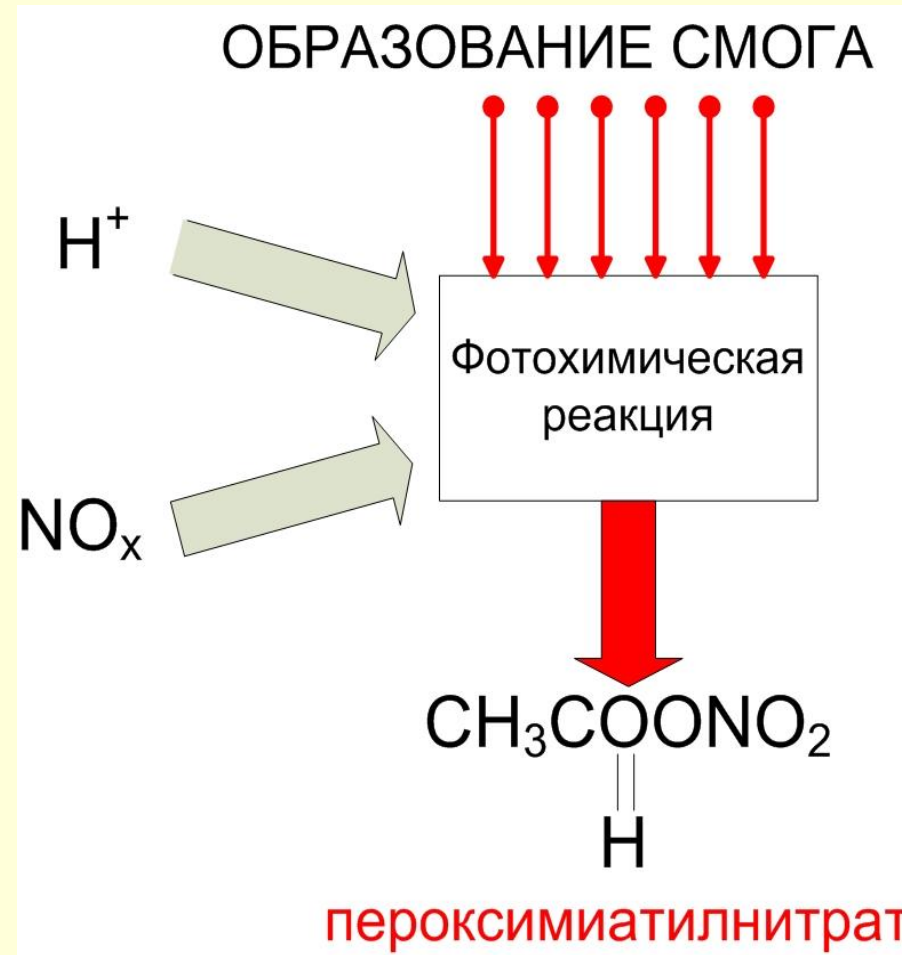 ОБРАЗОВАНИЕ СМОГА
H⁺
Фотохимическая
реакция
NOₓ
CH₃COONO₂
H
пероксимиатилнитрат